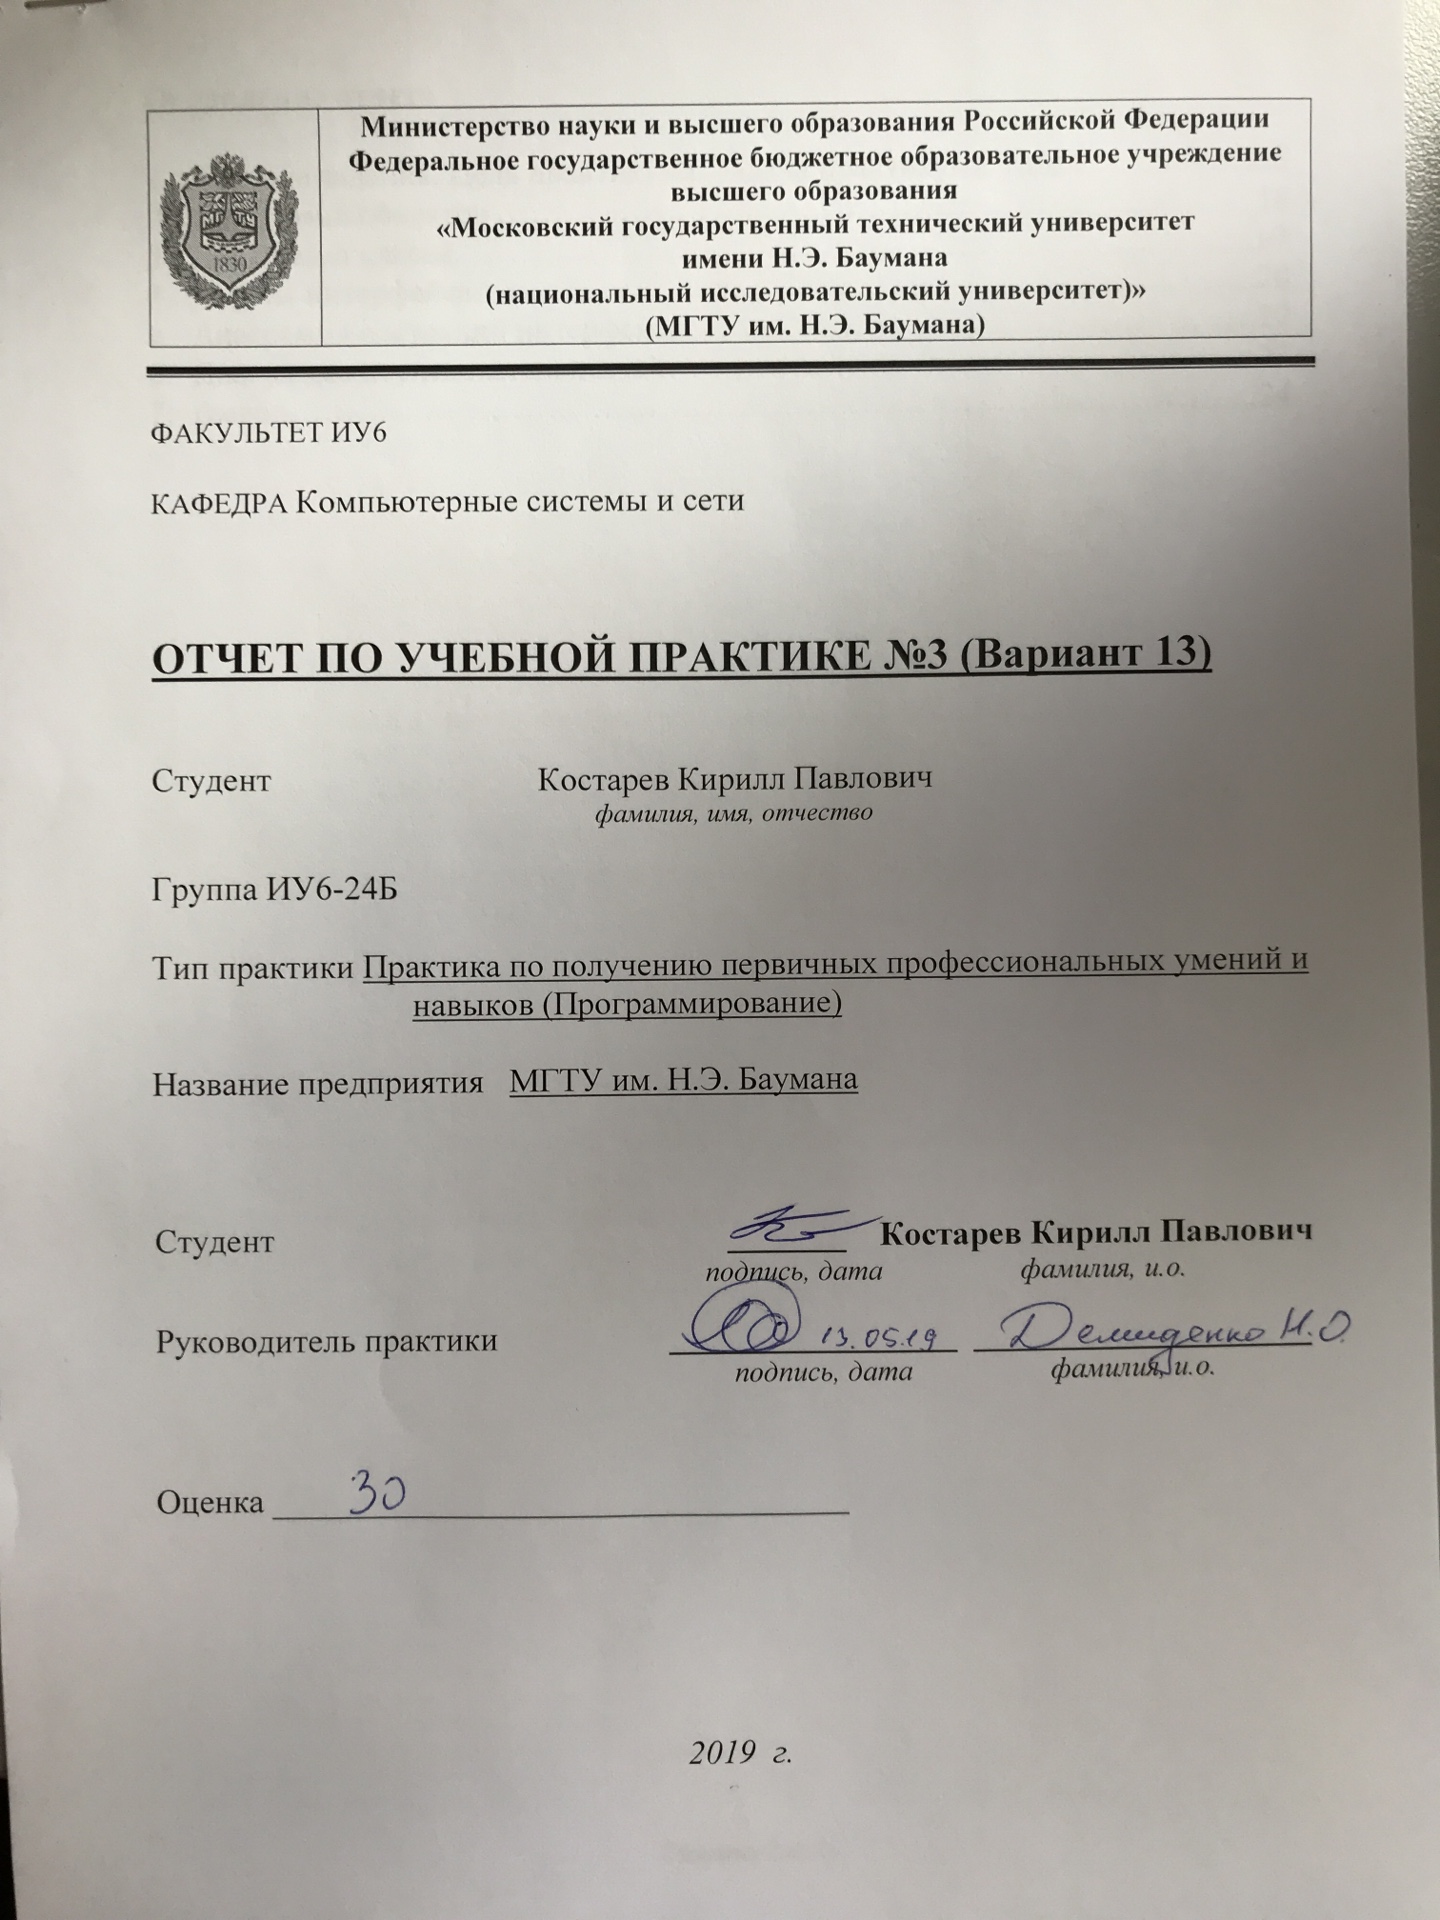 Министерство науки и высшего образования Российской Федерации
Федеральное государственное бюджетное образовательное учреждение
высшего образования
«Московский государственный технический университет
имени Н.Э. Баумана
(национальный исследовательский университет)»
(МГТУ им. Н.Э. Баумана)
1830
ФАКУЛЬТЕТ ИУ6
КАФЕДРА Компьютерные системы и сети
ОТЧЕТ ПО УЧЕБНОЙ ПРАКТИКЕ №3 (Вариант 13)
Студент Костарев Кирилл Павлович
фамилия, имя, отчество
Группа ИУ6-24Б
Тип практики Практика по получению первичных профессиональных умений и
навыков (Программирование)
Название предприятия МГТУ им. Н.Э. Баумана
Студент Костарев Кирилл Павлович
подпись, дата фамилия, и.о.
Руководитель практики 13.05.19 Демиденко Н.О.
подпись, дата фамилия, и.о.
Оценка 30
2019 г.